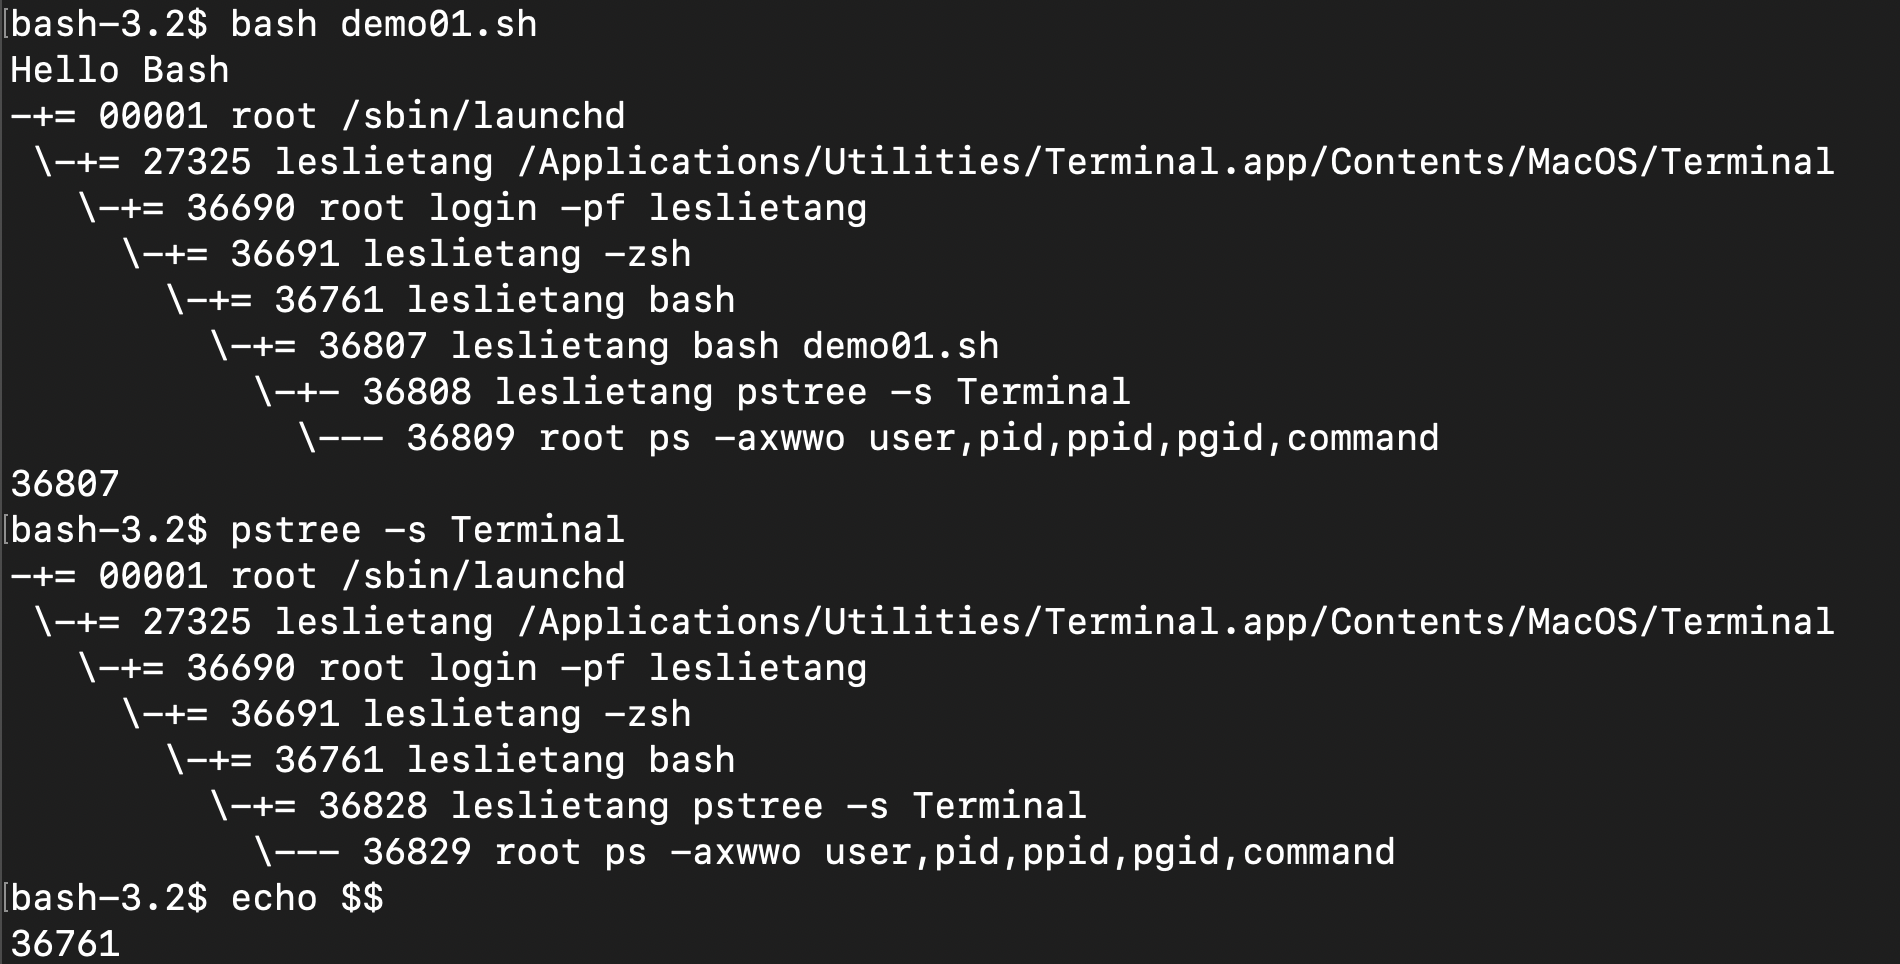 [bash-3.2$ bash demo01.sh
Hello Bash
-+= 00001 root /sbin/launchd
 \-+= 27325 leslietang /Applications/Utilities/Terminal.app/Contents/MacOS/Terminal
   \-+= 36690 root login -pf leslietang
     \-+= 36691 leslietang -zsh
       \-+= 36761 leslietang bash
         \-+= 36807 leslietang bash demo01.sh
           \-+- 36808 leslietang pstree -s Terminal
             \--- 36809 root ps -axwwo user,pid,ppid,pgid,command
36807
[bash-3.2$ pstree -s Terminal
-+= 00001 root /sbin/launchd
 \-+= 27325 leslietang /Applications/Utilities/Terminal.app/Contents/MacOS/Terminal
   \-+= 36690 root login -pf leslietang
     \-+= 36691 leslietang -zsh
       \-+= 36761 leslietang bash
         \-+= 36828 leslietang pstree -s Terminal
           \--- 36829 root ps -axwwo user,pid,ppid,pgid,command
[bash-3.2$ echo $$
36761